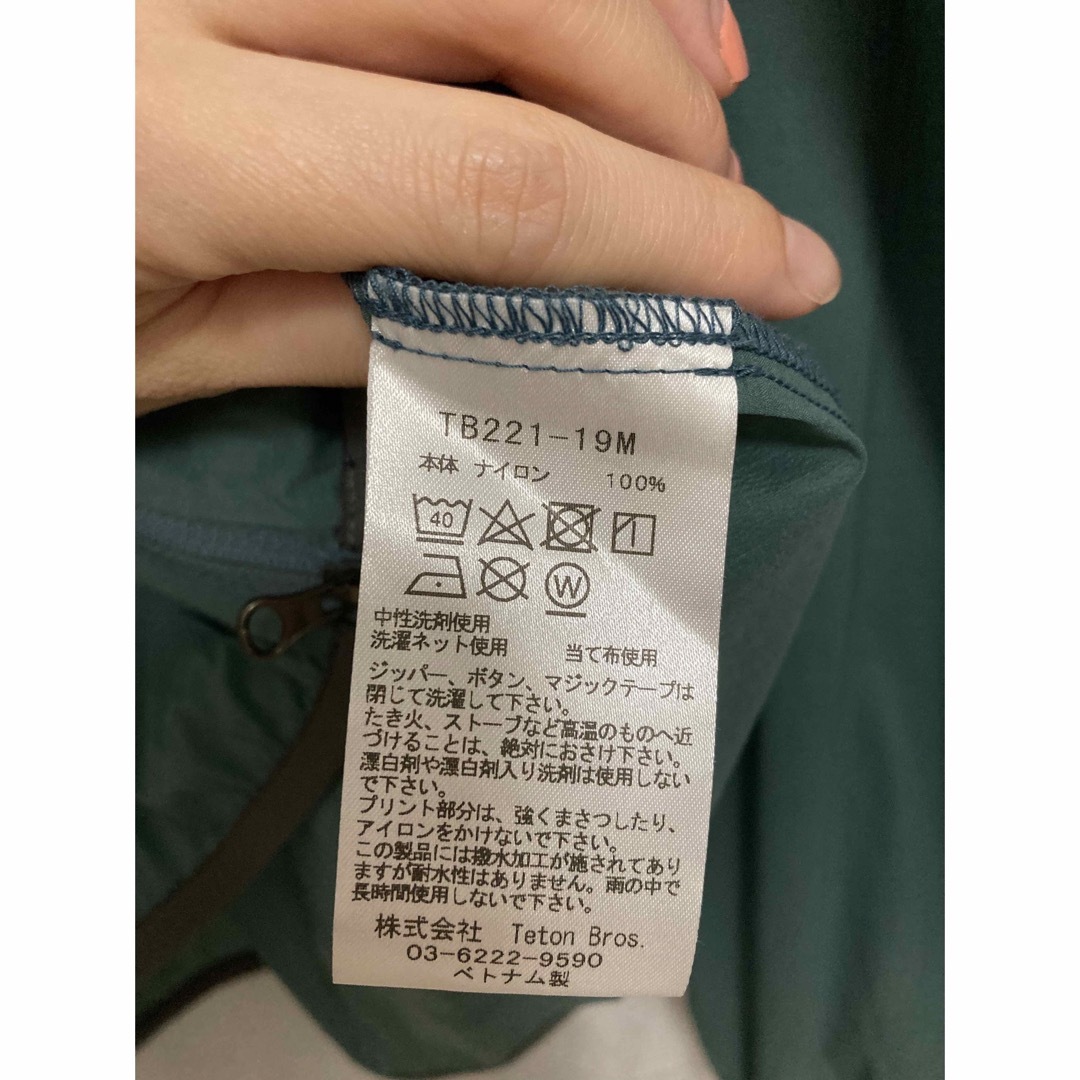 TB221-19M
本体 ナイロン 100%
40
W
中性洗剤使用
洗濯ネット使用 当て布使用
ジッパー、ボタン、マジックテープは
閉じて洗濯して下さい。
たき火、ストーブなど高温のものへ近
づけることは、絶対におさけ下さい。
漂白剤や漂白剤入り洗剤は使用しない
で下さい。
プリント部分は、強くまさつしたり、
アイロンをかけないで下さい。
この製品には撥水加工が施されてあり
ますが耐水性はありません。雨の中で
長時間使用しないで下さい。
株式会社 Teton Bros.
03-6222-9590
ベトナム製